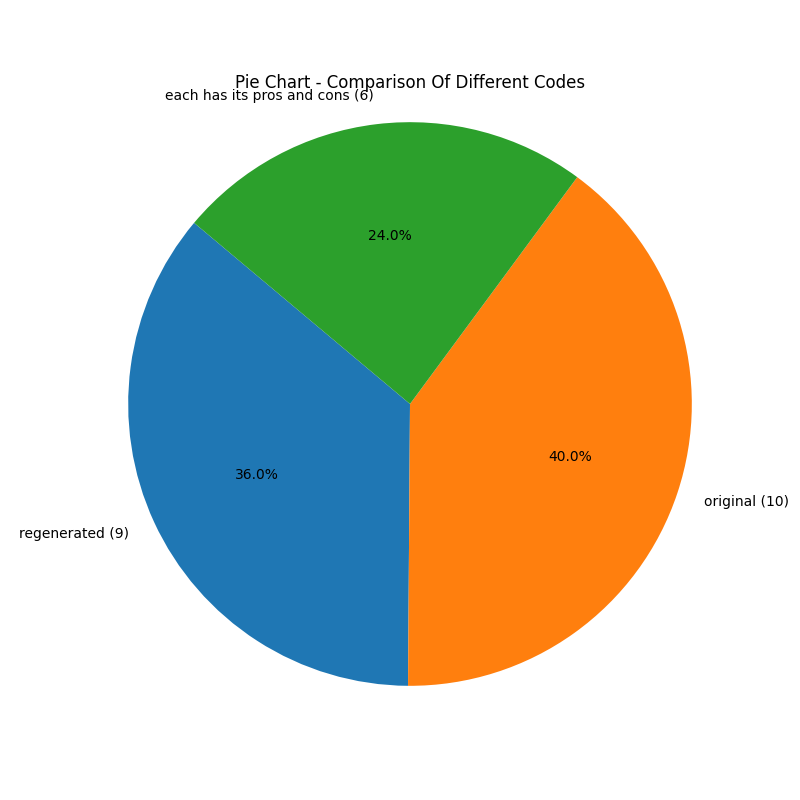 Pie Chart - Comparison Of Different Codes
each has its pros and cons (6)
24.0%
40.0%
36.0%
original (10)
regenerated (9)